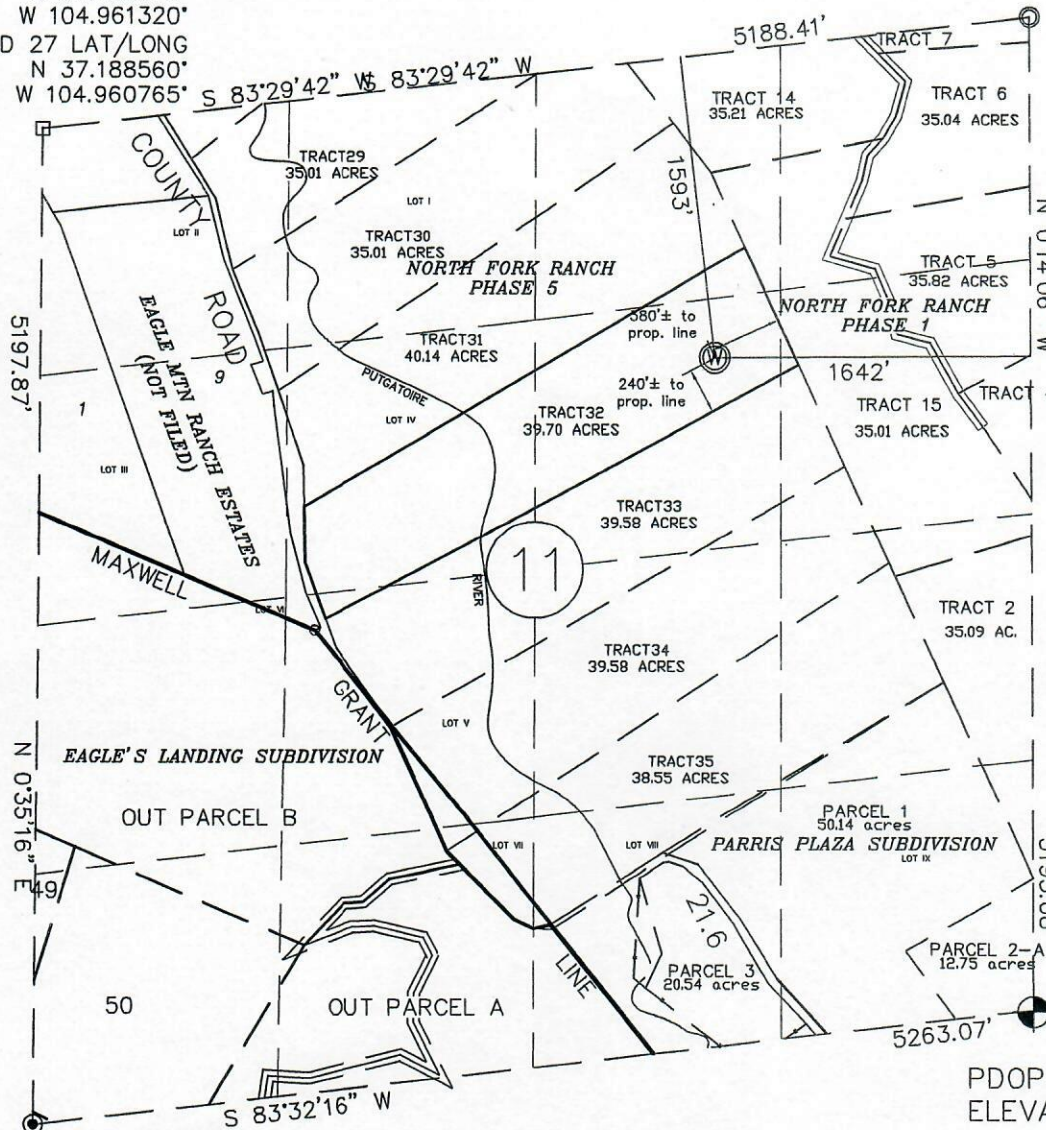 W 104.961320°
D 27 LAT/LONG
N 37.188560°
W 104.960765°
S 83°29'42" W
S 83°29'42" W
5188.41'
TRACT 7
TRACT 14
35.21 ACRES
TRACT 6
35.04 ACRES
COUNTY
ROAD
9
TRACT29
35.01 ACRES
LOT I
LOT II
1593'
TRACT30
35.01 ACRES
NORTH FORK RANCH
PHASE 5
TRACT 5
35.82 ACRES
NORTH FORK RANCH
PHASE 1
580'± to
prop. line
W
1642'
240'± to
prop. line
5197.87'
EAGLE MTN RANCH ESTATES
(NOT FILED)
1
LOT III
TRACT31
40.14 ACRES
PUTGATOIRE
RIVER
LOT IV
TRACT32
39.70 ACRES
TRACT 15
35.01 ACRES
TRACT
TRACT33
39.58 ACRES
11
MAXWELL
GRANT
LINE
LOT VI
TRACT 2
35.09 AC.
TRACT34
39.58 ACRES
LOT V
N 0°35'16" E
EAGLE'S LANDING SUBDIVISION
OUT PARCEL B
TRACT35
38.55 ACRES
LOT VII
LOT VIII
PARCEL 1
50.14 acres
PARRIS PLAZA SUBDIVISION
LOT IX
49
21.6
PARCEL 3
20.54 acres
PARCEL 2-A
12.75 acres
50
OUT PARCEL A
5263.07'
S 83°32'16" W
PDOP
ELEVA